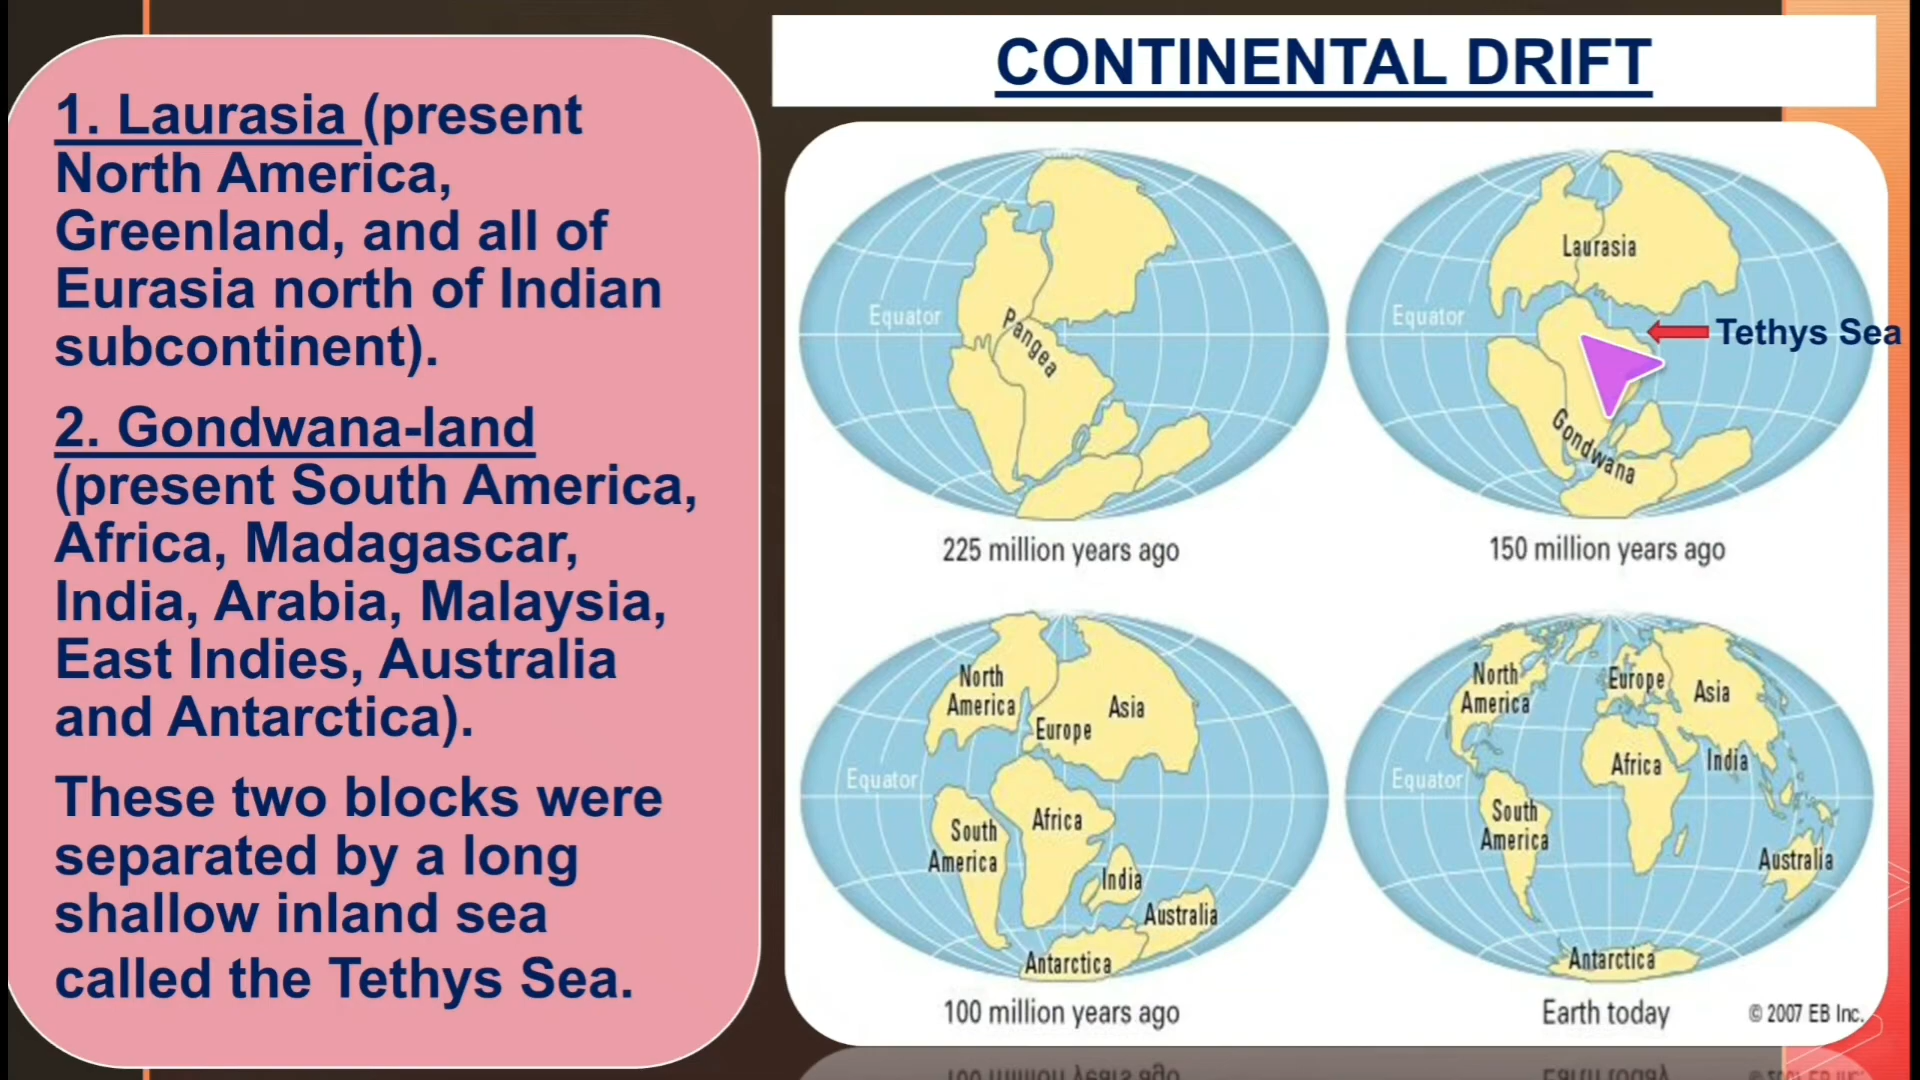 CONTINENTAL DRIFT
1. Laurasia (present
North America,
Greenland, and all of
Eurasia north of Indian
subcontinent).
2. Gondwana-land
(present South America,
Africa, Madagascar,
India, Arabia, Malaysia,
East Indies, Australia
and Antarctica).
These two blocks were
separated by a long
shallow inland sea
called the Tethys Sea.
Equator
Pangea
225 million years ago
Laurasia
Equator
Tethys Sea
Gondwana
150 million years ago
North
America
Europe
Asia
Equator
Africa
South
America
India
Australia
Antarctica
100 million years ago
North
America
Europe
Asia
Equator
Africa
India
South
America
Australia
Antarctica
Earth today
© 2007 EB Inc.